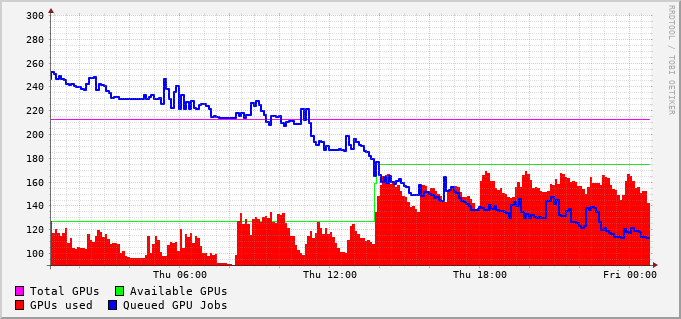 300
280
260
240
220
200
180
160
140
120
100
Thu 06:00 Thu 12:00 Thu 18:00 Fri 00:00
Total GPUs Available GPUs
GPUs used Queued GPU Jobs
RRDTOOL / TOBI OETIKER